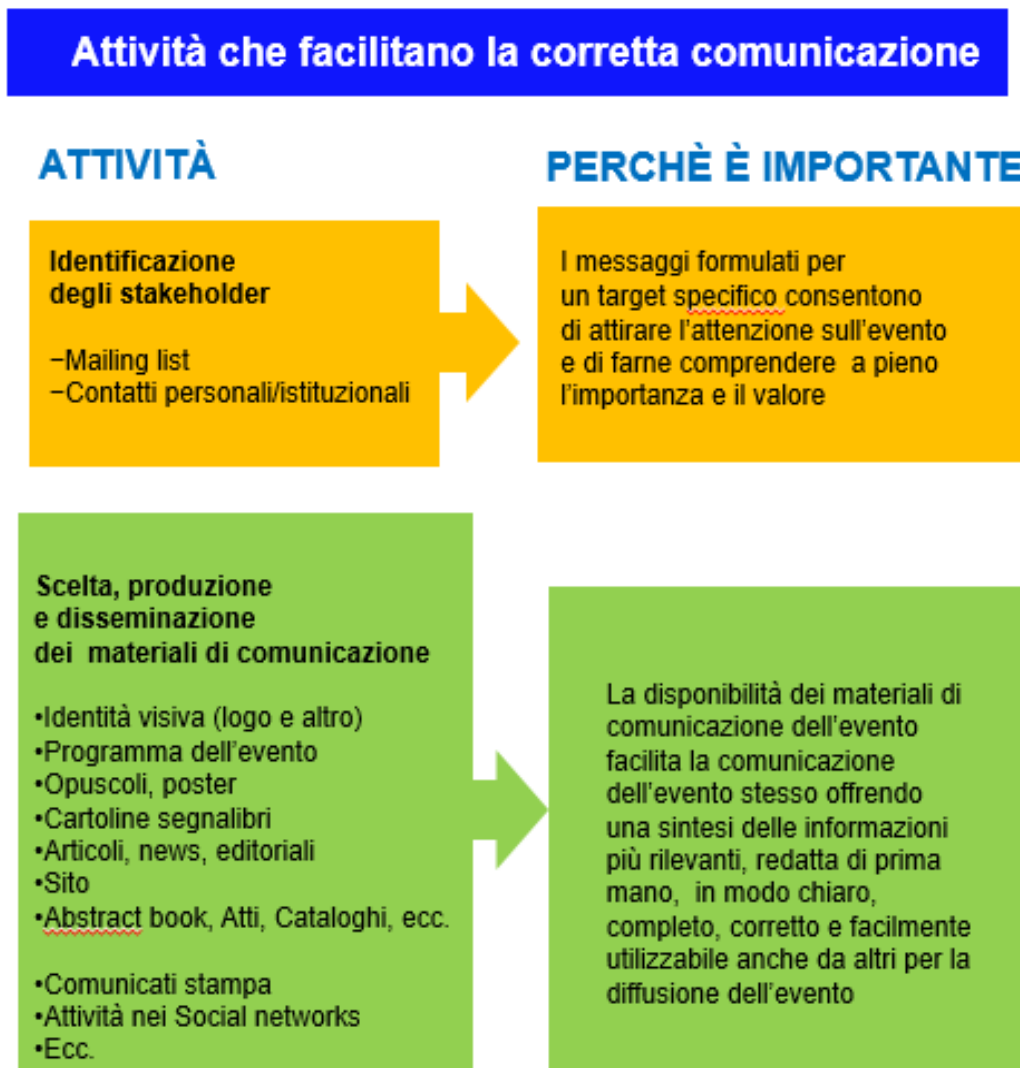 Attività che facilitano la corretta comunicazione
ATTIVITÀ
PERCHÈ È IMPORTANTE
Identificazione
degli stakeholder
−Mailing list
−Contatti personali/istituzionali
I messaggi formulati per
un target specifico consentono
di attirare l'attenzione sull'evento
e di farne comprendere  a pieno
l'importanza e il valore
Scelta, produzione
e disseminazione
dei  materiali di comunicazione
•Identità visiva (logo e altro)
•Programma dell'evento
•Opuscoli, poster
•Cartoline segnalibri
•Articoli, news, editoriali
•Sito
•Abstract book, Atti, Cataloghi, ecc.
•Comunicati stampa
•Attività nei Social networks
•Ecc.
La disponibilità dei materiali di
comunicazione dell'evento
facilita la comunicazione
dell'evento stesso offrendo
una sintesi delle informazioni
più rilevanti, redatta di prima
mano,  in modo chiaro,
completo, corretto e facilmente
utilizzabile anche da altri per la
diffusione dell'evento